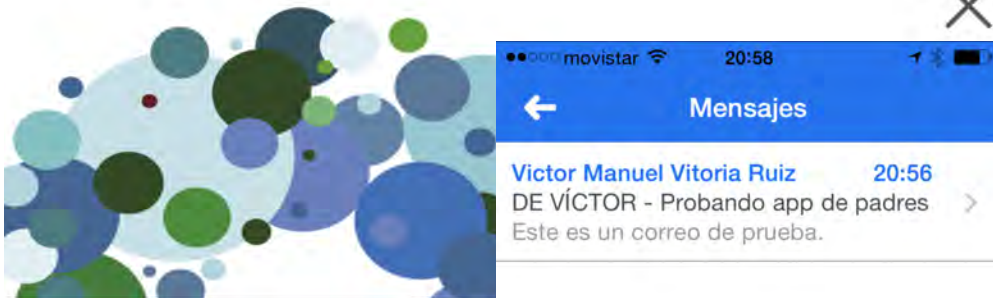 movistar 20:58
Mensajes
Victor Manuel Vitoria Ruiz 20:56
DE VÍCTOR - Probando app de padres
Este es un correo de prueba.